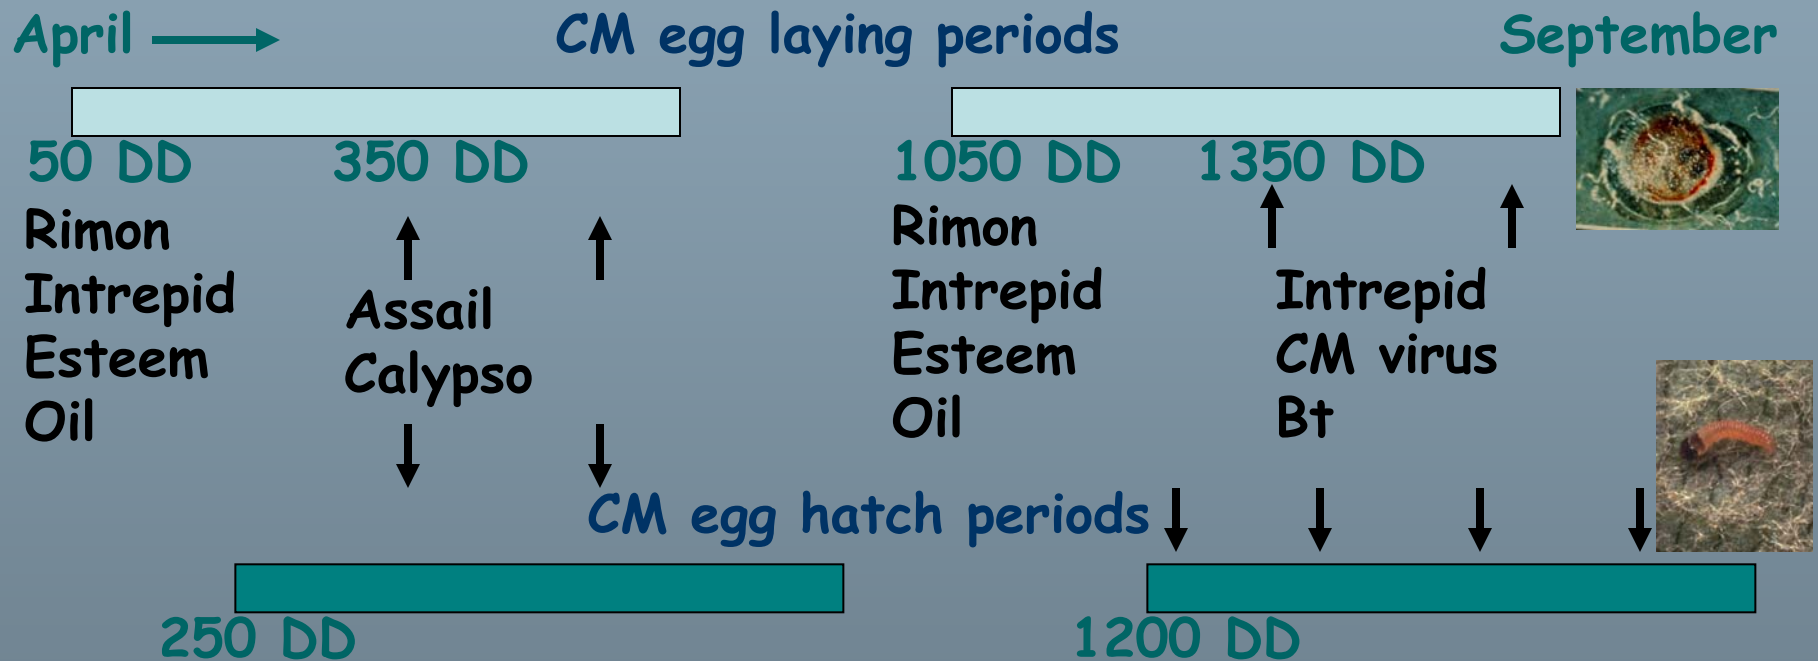 April
CM egg laying periods
September
50 DD
350 DD
1050 DD
1350 DD
Rimon
Intrepid
Esteem
Oil
Assail
Calypso
Rimon
Intrepid
Esteem
Oil
Intrepid
CM virus
Bt
CM egg hatch periods
250 DD
1200 DD